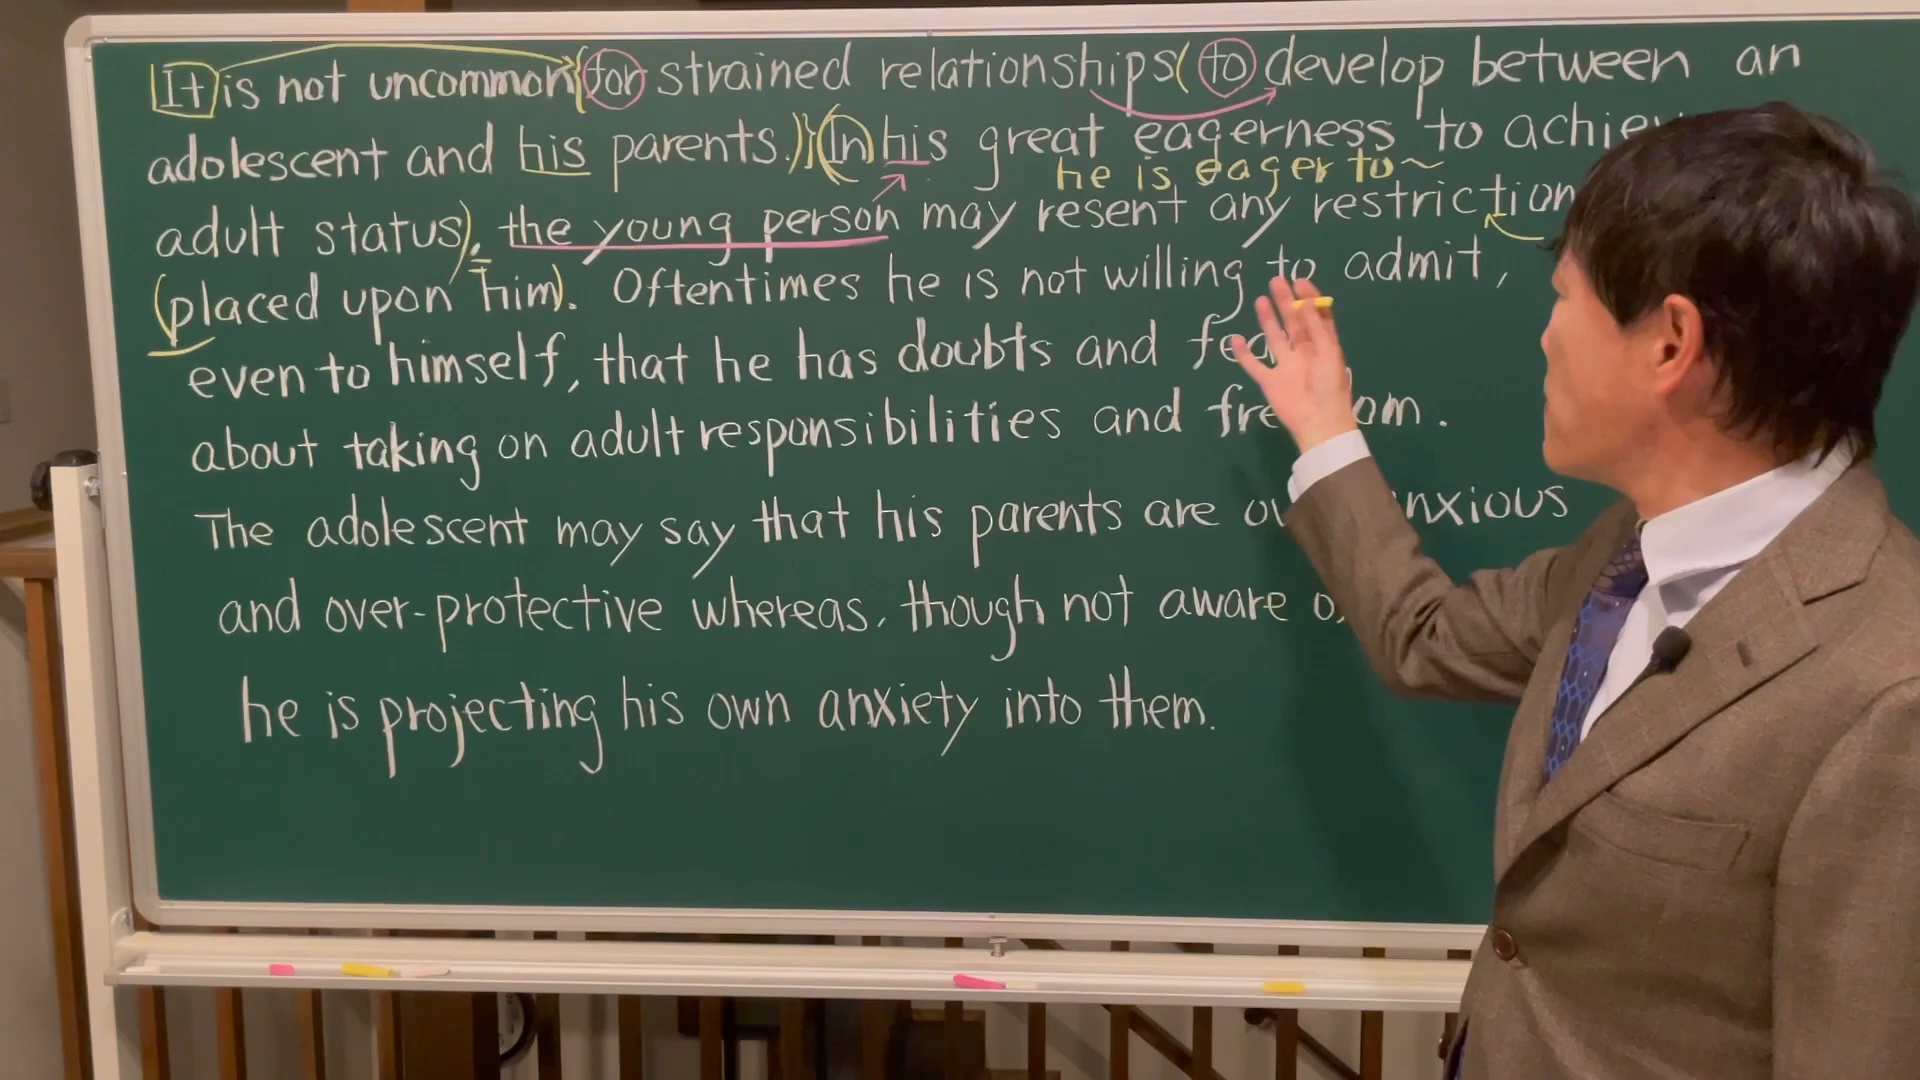 It is not uncommon {for strained relationships (to develop between an
adolescent and his parents.)} (In his great eagerness to
he is eager to ~
adult status), the young person may resent any restriction
(placed upon him). Oftentimes he is not willing to admit,
even to himself, that he has doubts and
about taking on adult responsibilities and
The adolescent may say that his parents are
and over-protective whereas, though not aware
he is projecting his own anxiety into them.